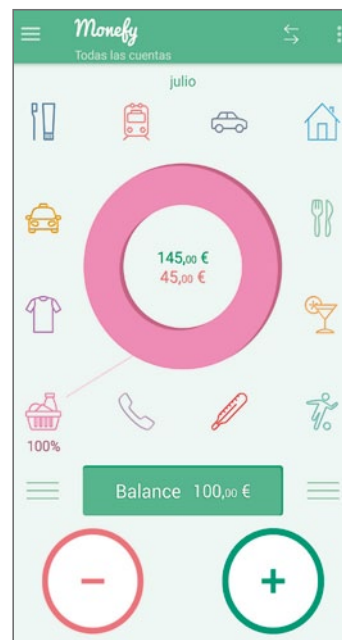 Monefy
Todas las cuentas
julio
145,00 €
45,00 €
100%
Balance 100,00 €